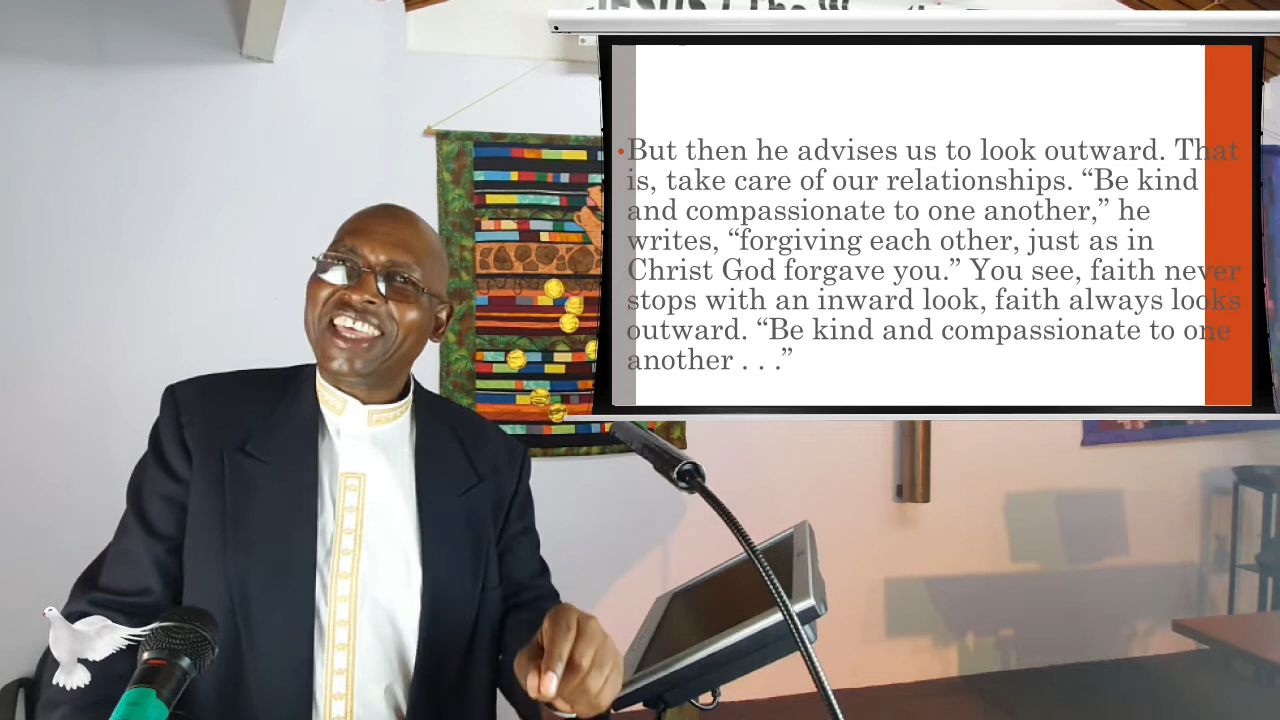 JESUS
• But then he advises us to look outward. That
is, take care of our relationships. “Be kind
and compassionate to one another,” he
writes, “forgiving each other, just as in
Christ God forgave you.” You see, faith never
stops with an inward look, faith always looks
outward. “Be kind and compassionate to one
another . . .”